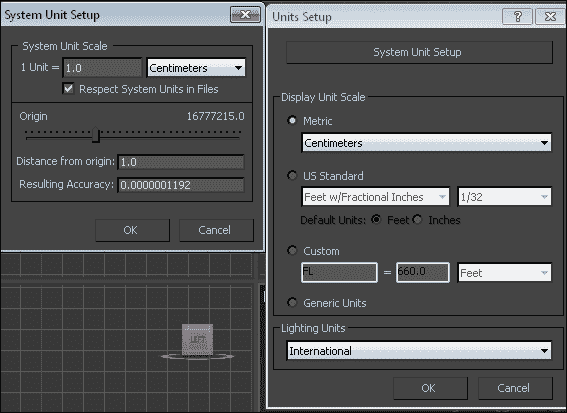 System Unit Setup
System Unit Scale
1 Unit = 1.0 Centimeters
Respect System Units in Files
Origin 16777215.0
Distance from origin: 1.0
Resulting Accuracy: 0.0000001192
OK Cancel
LEFT
Units Setup
System Unit Setup
Display Unit Scale
Metric
Centimeters
US Standard
Feet w/Fractional Inches 1/32
Default Units: Feet Inches
Custom
FL = 660.0 Feet
Generic Units
Lighting Units
International
OK Cancel